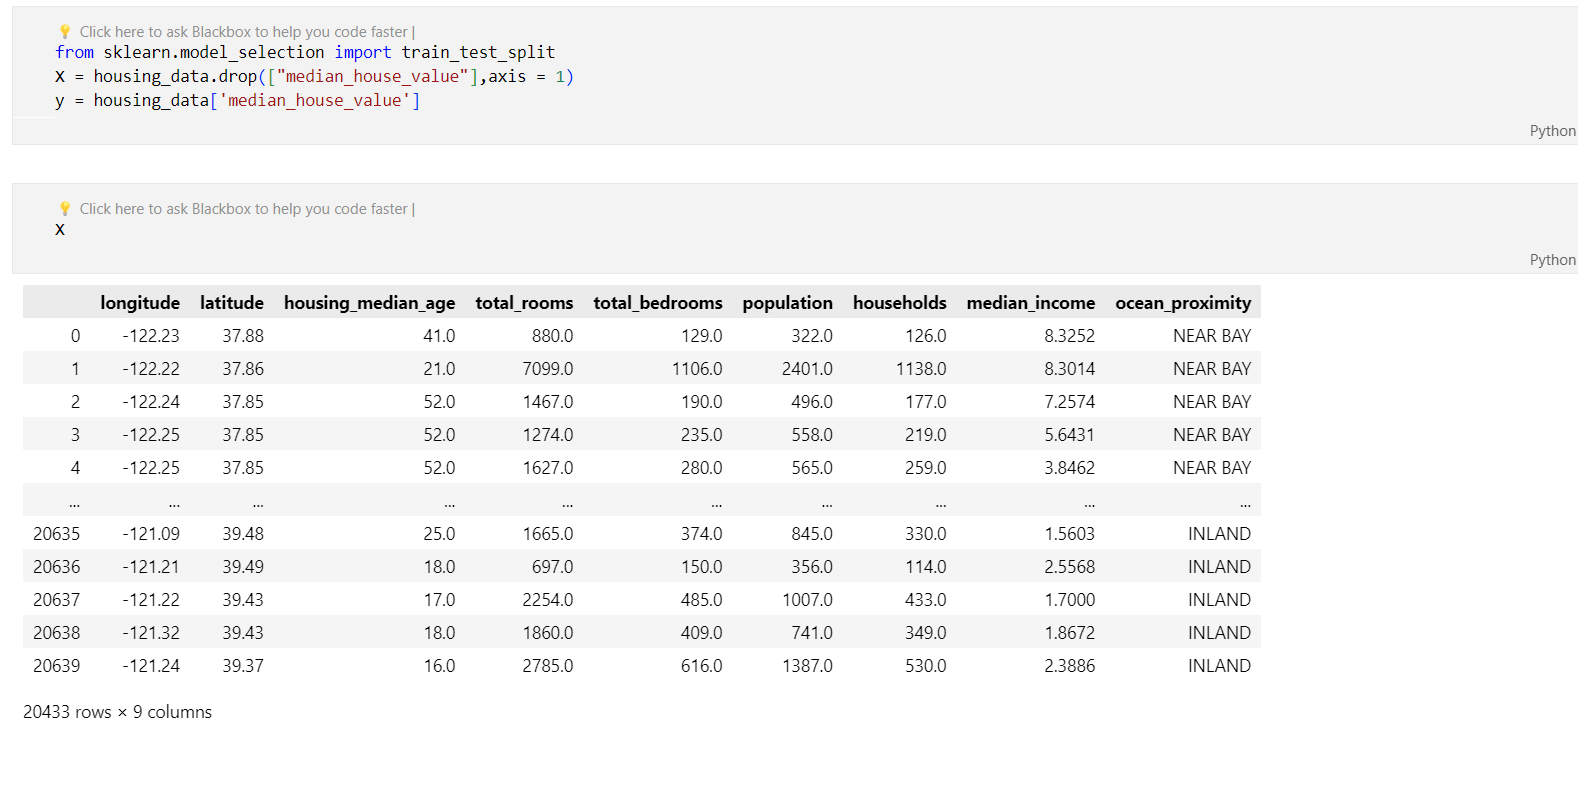 💡 Click here to ask Blackbox to help you code faster |
from sklearn.model_selection import train_test_split
X = housing_data.drop(["median_house_value"],axis = 1)
y = housing_data['median_house_value']
Python
💡 Click here to ask Blackbox to help you code faster |
X
Python
longitude latitude housing_median_age total_rooms total_bedrooms population households median_income ocean_proximity
0 -122.23 37.88 41.0 880.0 129.0 322.0 126.0 8.3252 NEAR BAY
1 -122.22 37.86 21.0 7099.0 1106.0 2401.0 1138.0 8.3014 NEAR BAY
2 -122.24 37.85 52.0 1467.0 190.0 496.0 177.0 7.2574 NEAR BAY
3 -122.25 37.85 52.0 1274.0 235.0 558.0 219.0 5.6431 NEAR BAY
4 -122.25 37.85 52.0 1627.0 280.0 565.0 259.0 3.8462 NEAR BAY
... ... ... ... ... ... ... ... ... ...
20635 -121.09 39.48 25.0 1665.0 374.0 845.0 330.0 1.5603 INLAND
20636 -121.21 39.49 18.0 697.0 150.0 356.0 114.0 2.5568 INLAND
20637 -121.22 39.43 17.0 2254.0 485.0 1007.0 433.0 1.7000 INLAND
20638 -121.32 39.43 18.0 1860.0 409.0 741.0 349.0 1.8672 INLAND
20639 -121.24 39.37 16.0 2785.0 616.0 1387.0 530.0 2.3886 INLAND
20433 rows × 9 columns